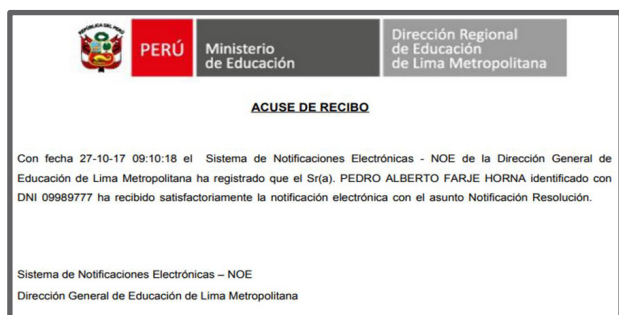 PERÚ
Ministerio
de Educación
Dirección Regional
de Educación
de Lima Metropolitana
ACUSE DE RECIBO
Con fecha 27-10-17 09:10:18 el Sistema de Notificaciones Electrónicas - NOE de la Dirección General de
Educación de Lima Metropolitana ha registrado que el Sr(a). PEDRO ALBERTO FARJE HORNA identificado con
DNI 09989777 ha recibido satisfactoriamente la notificación electrónica con el asunto Notificación Resolución.
Sistema de Notificaciones Electrónicas – NOE
Dirección General de Educación de Lima Metropolitana